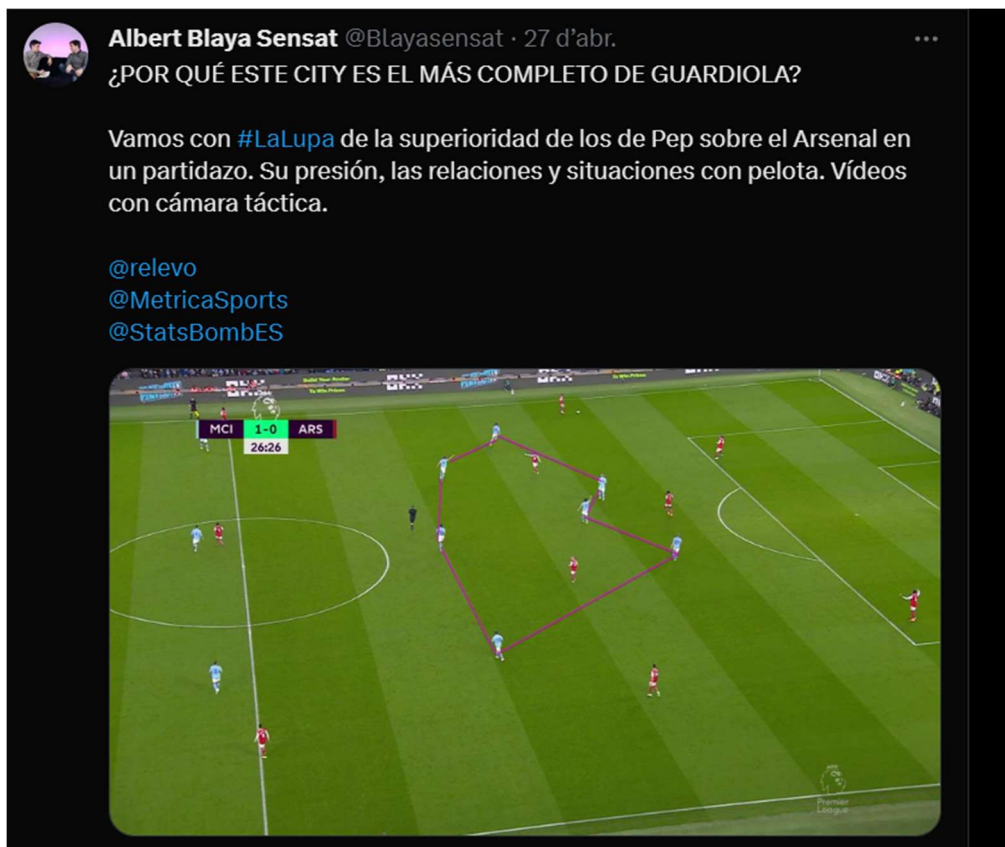 Albert Blaya Sensat @Blayasensat · 27 d’abr.
¿POR QUÉ ESTE CITY ES EL MÁS COMPLETO DE GUARDIOLA?
Vamos con #LaLupa de la superioridad de los de Pep sobre el Arsenal en
un partidazo. Su presión, las relaciones y situaciones con pelota. Vídeos
con cámara táctica.
@relevo
@MetricaSports
@StatsBombES
MCI 1-0 ARS
26:26
Premier
League